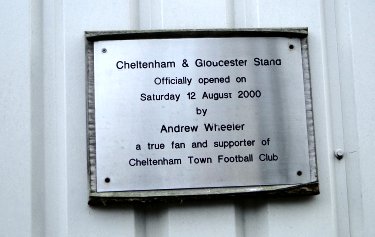 Cheltenham & Gloucester Stand
Officially opened on
Saturday 12 August 2000
by
Andrew Wheeler
a true fan and supporter of
Cheltenham Town Football Club